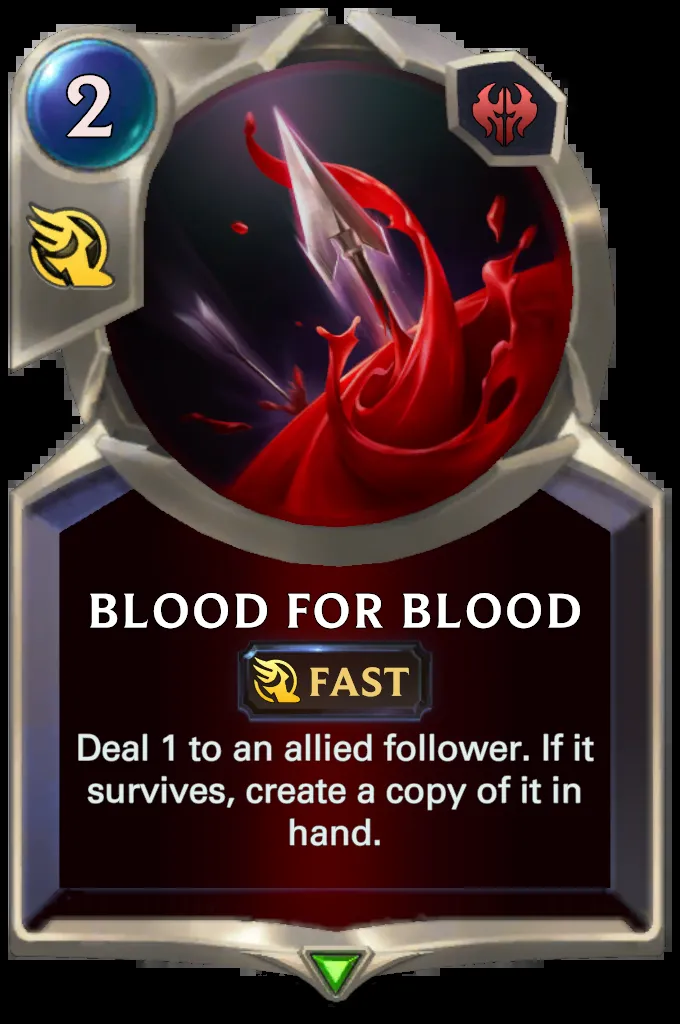 2
BLOOD FOR BLOOD
FAST
Deal 1 to an allied follower. If it
survives, create a copy of it in
hand.